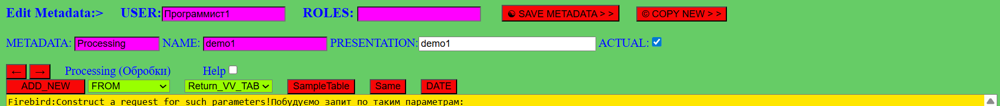 Edit Metadata:> USER: Программист1 ROLES: ☯ SAVE METADATA > > © COPY NEW > >
METADATA: Processing NAME: demo1 PRESENTATION: demo1 ACTUAL:
← → Processing (Обробки) Help
ADD_NEW FROM Return_VV_TAB SampleTable Same DATE
Firebird:Construct a request for such parameters!Побудуємо запит по таким параметрам: